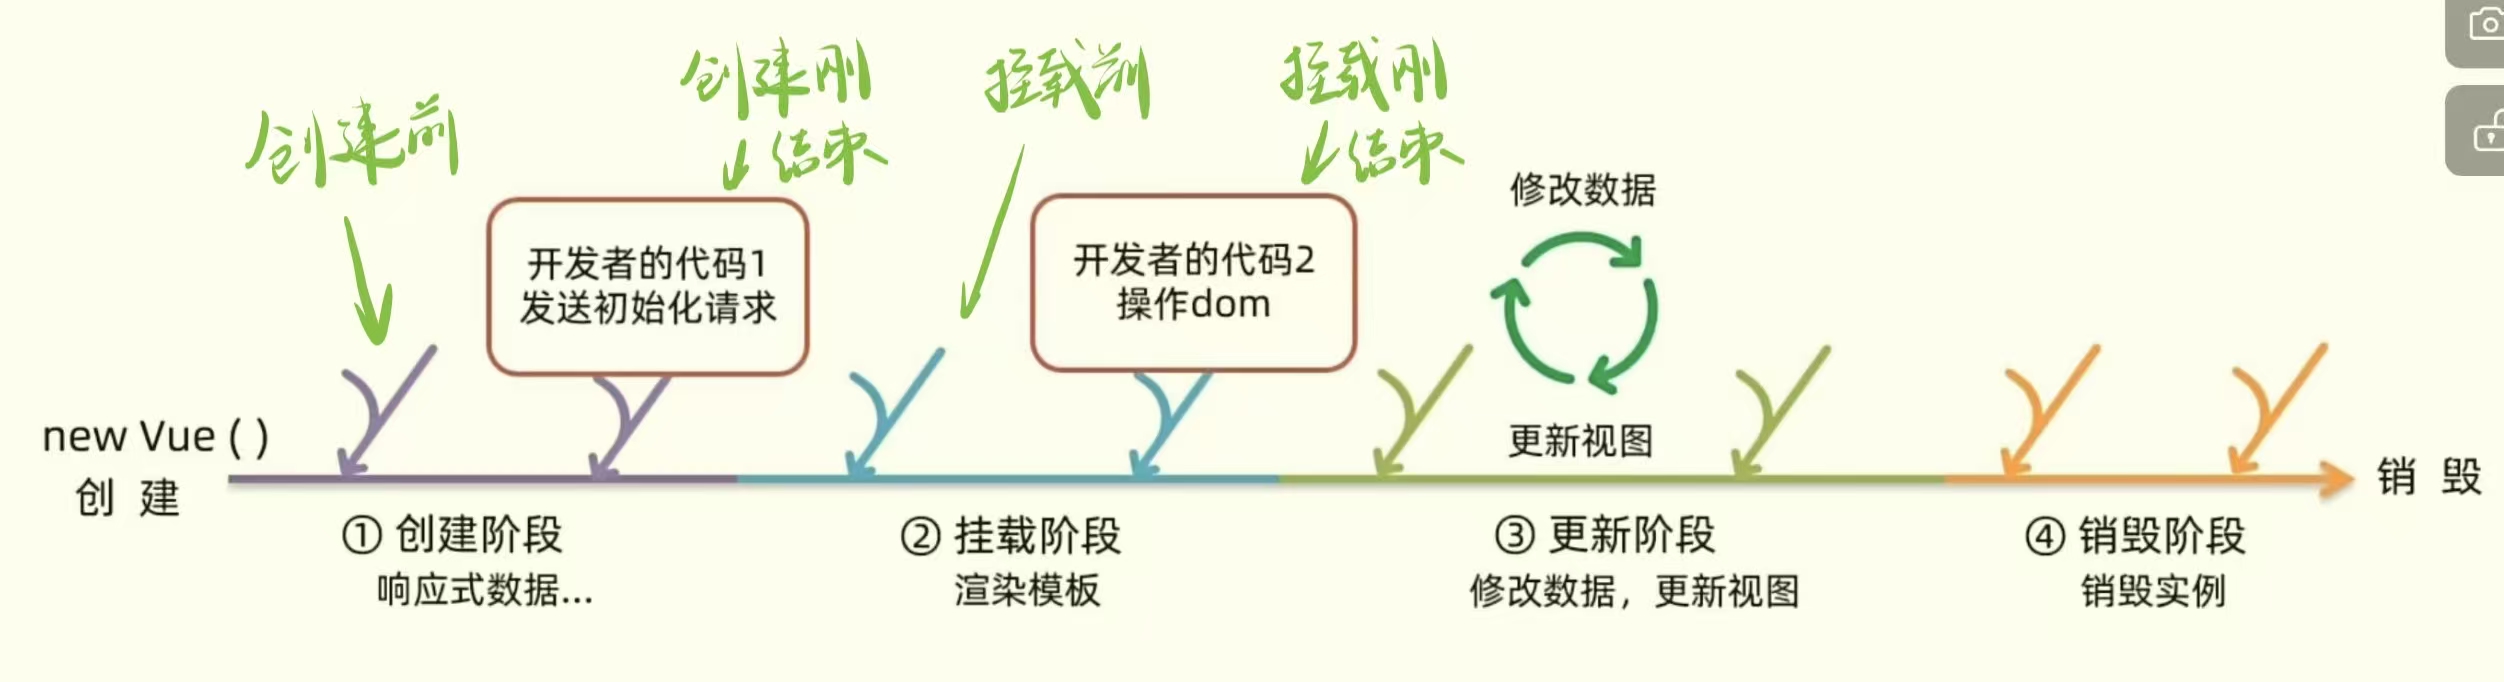 创建前
创建刚
结束
挂载前
挂载刚
结束
修改数据
开发者的代码1
发送初始化请求
开发者的代码2
操作dom
更新视图
new Vue ( )
创 建
销 毁
① 创建阶段
响应式数据...
② 挂载阶段
渲染模板
③ 更新阶段
修改数据，更新视图
④ 销毁阶段
销毁实例